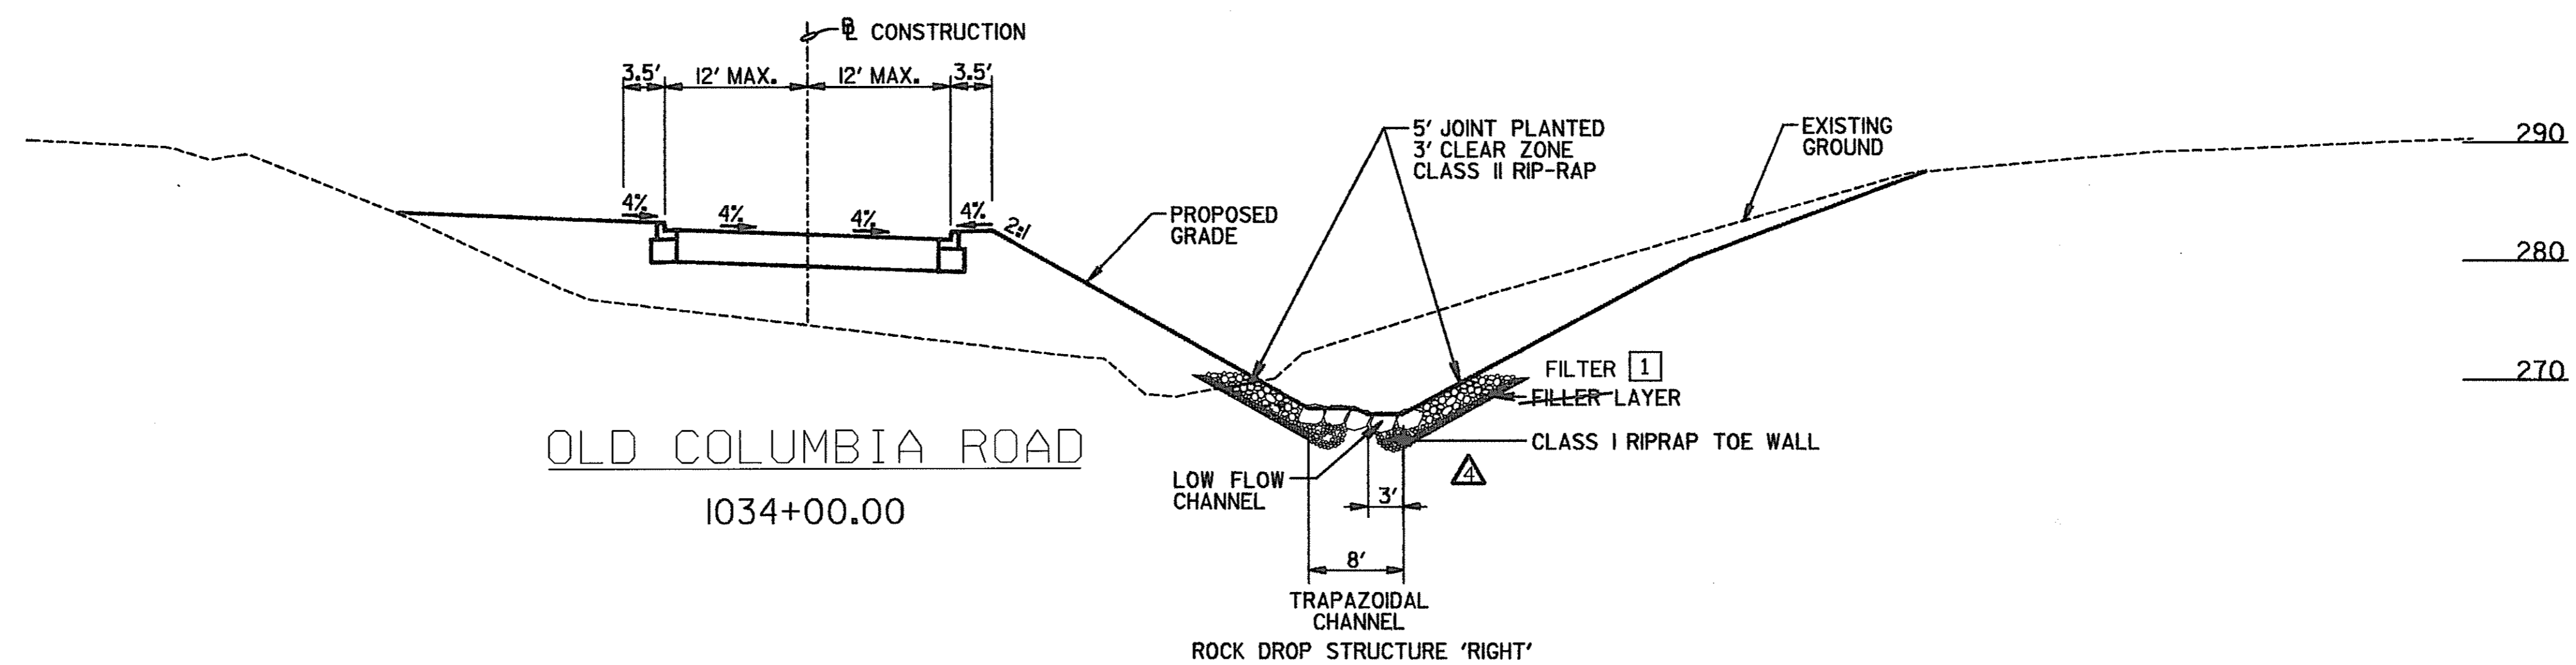 ℄ CONSTRUCTION
3.5' 12' MAX. 12' MAX. 3.5'
5' JOINT PLANTED
3' CLEAR ZONE
CLASS II RIP-RAP
EXISTING
GROUND
290
4% 4% 4% 4% 2:1
PROPOSED
GRADE
280
FILTER 1
270
FILLER LAYER
CLASS I RIPRAP TOE WALL
OLD COLUMBIA ROAD
1034+00.00
LOW FLOW
CHANNEL
4
3'
8'
TRAPAZOIDAL
CHANNEL
ROCK DROP STRUCTURE 'RIGHT'